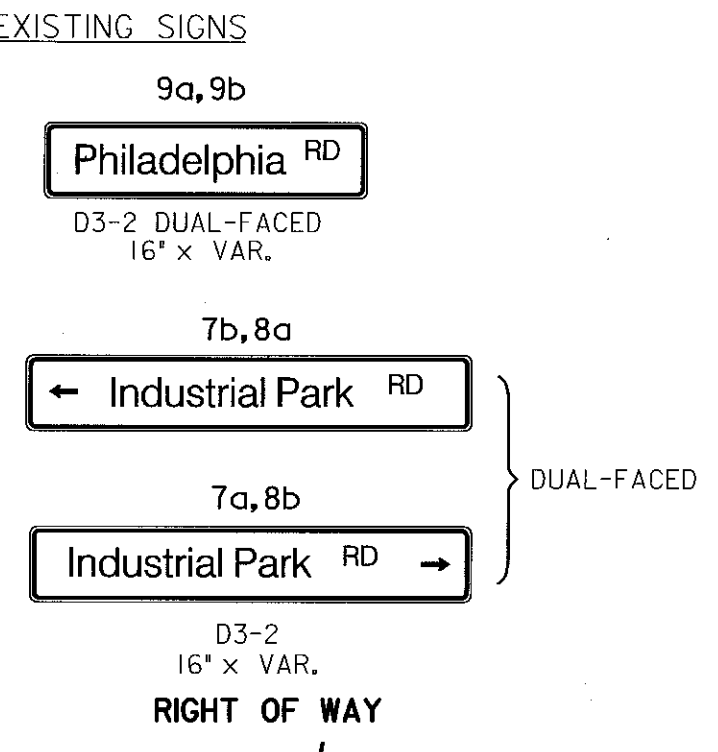 EXISTING SIGNS
9a,9b
Philadelphia RD
D3-2 DUAL-FACED
16" x VAR.
7b,8a
← Industrial Park RD
DUAL-FACED
7a,8b
Industrial Park RD →
D3-2
16" x VAR.
RIGHT OF WAY